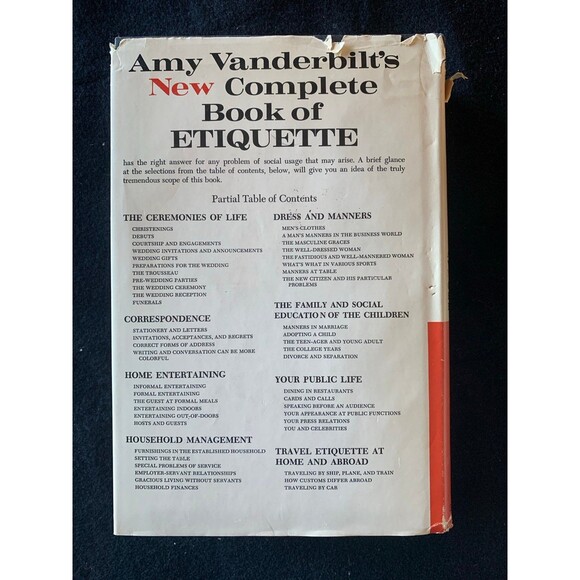 Amy Vanderbilt's
New Complete
Book of
ETIQUETTE
has the right answer for any problem of social usage that may arise. A brief glance
at the selections from the table of contents, below, will give you an idea of the truly
tremendous scope of this book.
Partial Table of Contents
THE CEREMONIES OF LIFE
CHRISTENINGS
DEBUTS
COURTSHIP AND ENGAGEMENTS
WEDDING INVITATIONS AND ANNOUNCEMENTS
WEDDING GIFTS
PREPARATIONS FOR THE WEDDING
THE TROUSSEAU
PRE-WEDDING PARTIES
THE WEDDING CEREMONY
THE WEDDING RECEPTION
FUNERALS
CORRESPONDENCE
STATIONERY AND LETTERS
INVITATIONS, ACCEPTANCES, AND REGRETS
CORRECT FORMS OF ADDRESS
WRITING AND CONVERSATION CAN BE MORE
COLORFUL
HOME ENTERTAINING
INFORMAL ENTERTAINING
FORMAL ENTERTAINING
THE GUEST AT FORMAL MEALS
ENTERTAINING INDOORS
ENTERTAINING OUT-OF-DOORS
HOSTS AND GUESTS
HOUSEHOLD MANAGEMENT
FURNISHINGS IN THE ESTABLISHED HOUSEHOLD
SETTING THE TABLE
SPECIAL PROBLEMS OF SERVICE
EMPLOYER-SERVANT RELATIONSHIPS
GRACIOUS LIVING WITHOUT SERVANTS
HOUSEHOLD FINANCES
DRESS AND MANNERS
MEN'S CLOTHES
A MAN'S MANNERS IN THE BUSINESS WORLD
THE MASCULINE GRACES
THE WELL-DRESSED WOMAN
THE FASTIDIOUS AND WELL-MANNERED WOMAN
WHAT'S WHAT IN VARIOUS SPORTS
MANNERS AT TABLE
THE NEW CITIZEN AND HIS PARTICULAR
PROBLEMS
THE FAMILY AND SOCIAL
EDUCATION OF THE CHILDREN
MANNERS IN MARRIAGE
ADOPTING A CHILD
THE TEEN-AGER AND YOUNG ADULT
THE COLLEGE YEARS
DIVORCE AND SEPARATION
YOUR PUBLIC LIFE
DINING IN RESTAURANTS
CARDS AND CALLS
SPEAKING BEFORE AN AUDIENCE
YOUR APPEARANCE AT PUBLIC FUNCTIONS
YOUR PRESS RELATIONS
YOU AND CELEBRITIES
TRAVEL ETIQUETTE AT
HOME AND ABROAD
TRAVELING BY SHIP, PLANE, AND TRAIN
HOW CUSTOMS DIFFER ABROAD
TRAVELING BY CAR